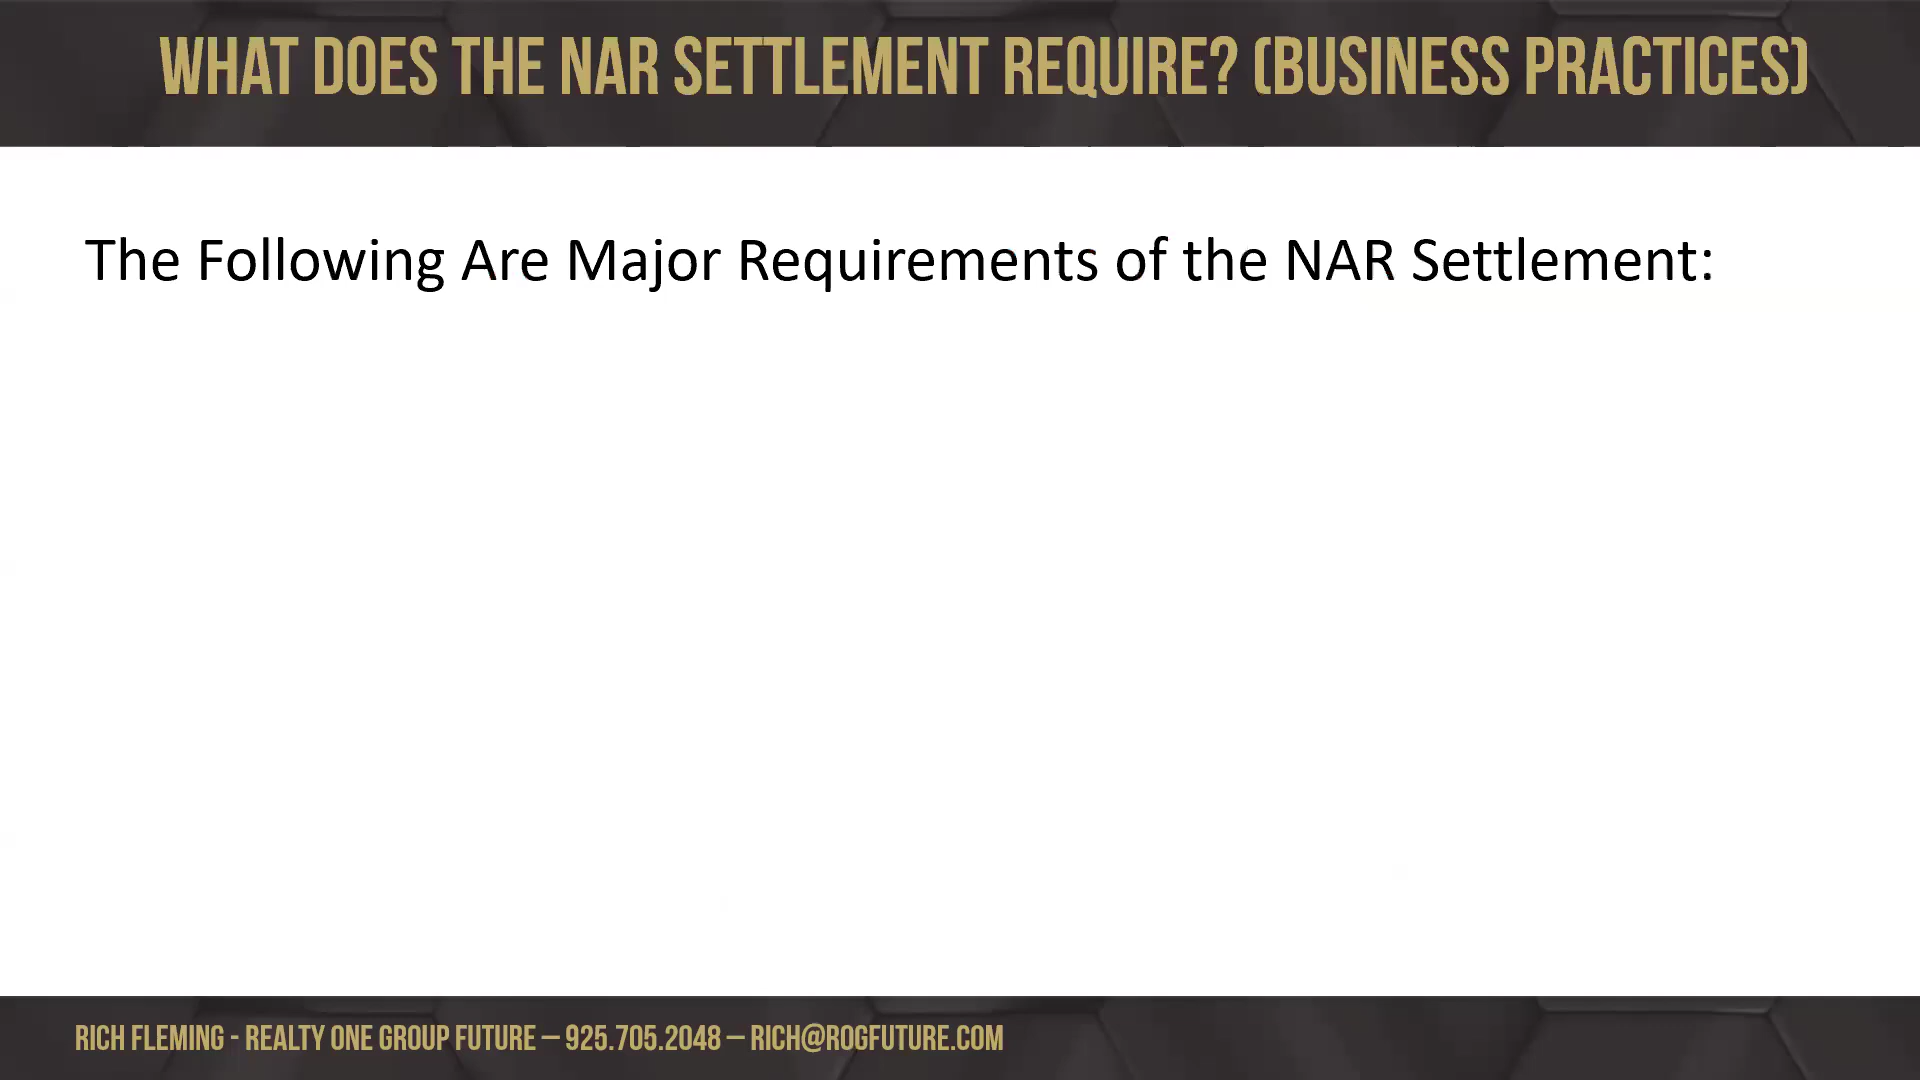 WHAT DOES THE NAR SETTLEMENT REQUIRE? (BUSINESS PRACTICES)
The Following Are Major Requirements of the NAR Settlement:
RICH FLEMING - REALTY ONE GROUP FUTURE – 925.705.2048 – RICH@ROGFUTURE.COM